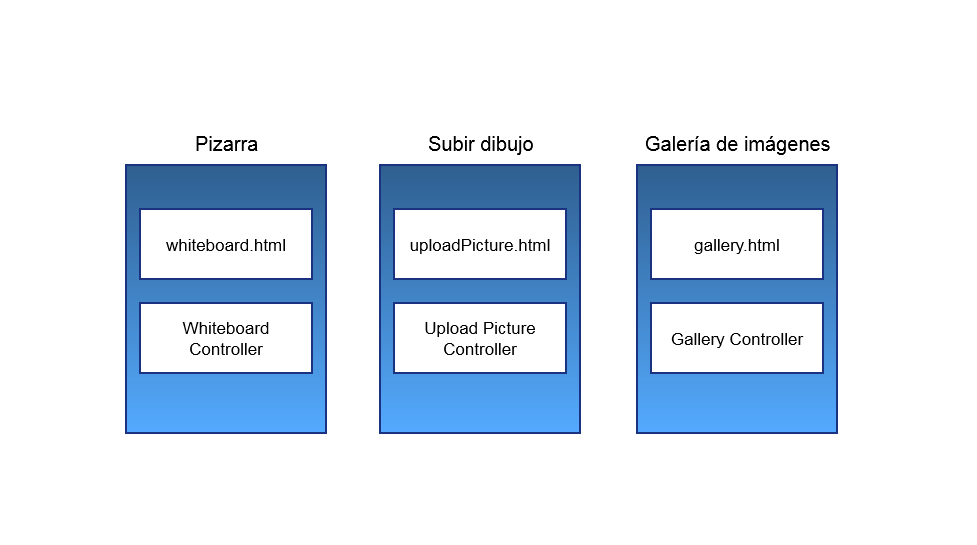 Pizarra
Subir dibujo
Galería de imágenes
whiteboard.html
uploadPicture.html
gallery.html
Whiteboard
Controller
Upload Picture
Controller
Gallery Controller